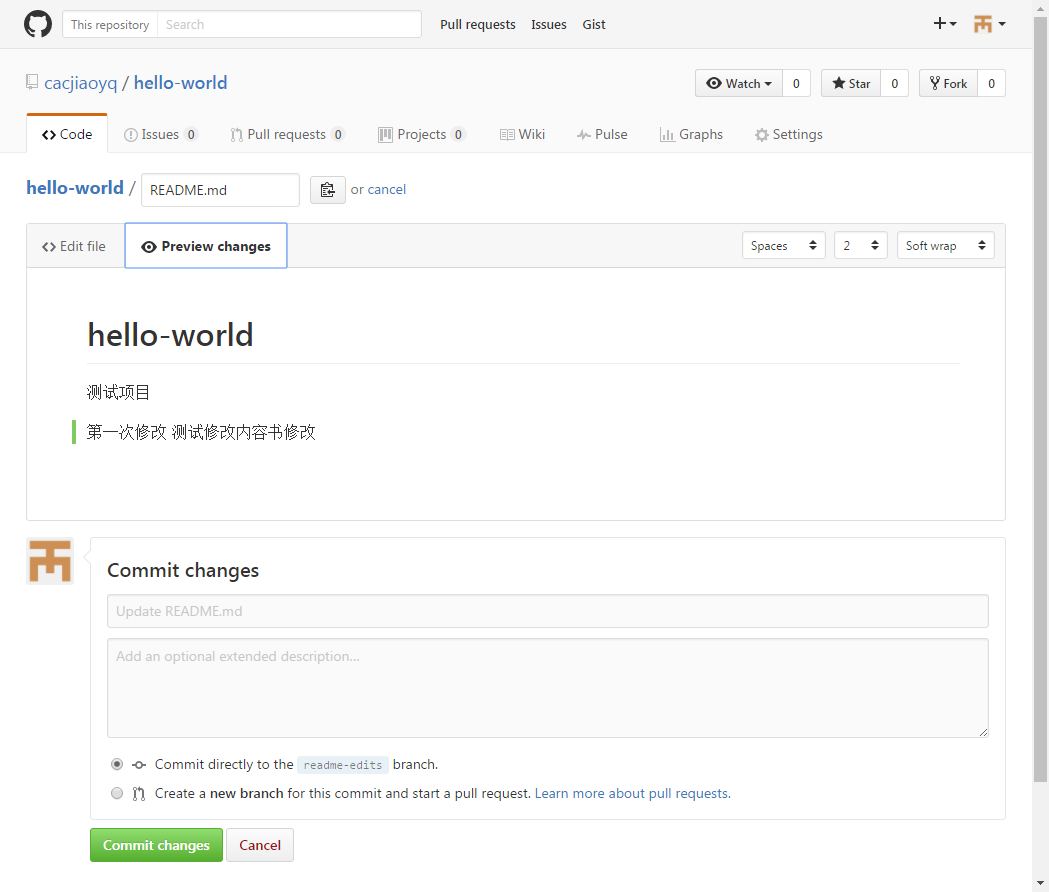 This repository Search Pull requests Issues Gist
cacjiaoyq / hello-world Watch 0 Star 0 Fork 0
Code Issues 0 Pull requests 0 Projects 0 Wiki Pulse Graphs Settings
hello-world / README.md or cancel
Edit file Preview changes Spaces 2 Soft wrap
hello-world
测试项目
第一次修改 测试修改内容书修改
Commit changes
Update README.md
Add an optional extended description...
Commit directly to the readme-edits branch.
Create a new branch for this commit and start a pull request. Learn more about pull requests.
Commit changes Cancel